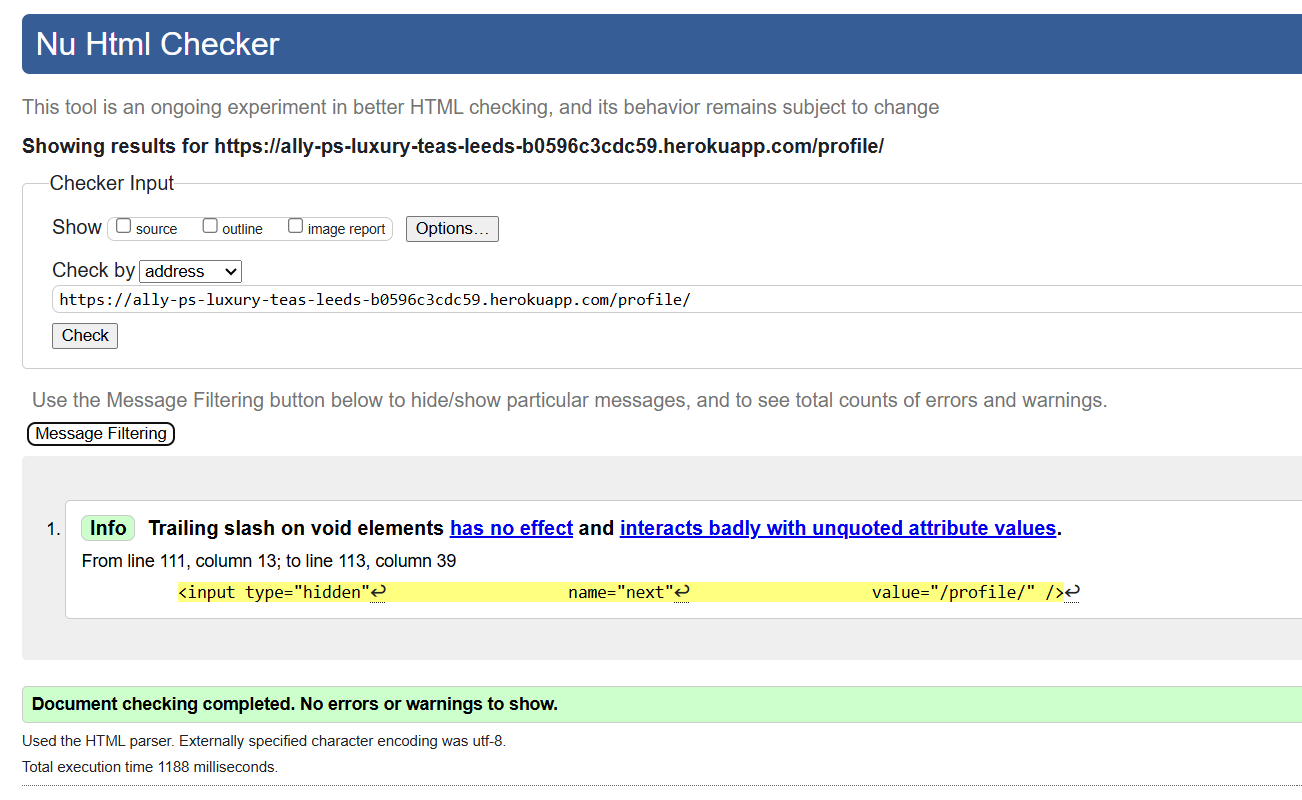 Nu Html Checker
This tool is an ongoing experiment in better HTML checking, and its behavior remains subject to change
Showing results for https://ally-ps-luxury-teas-leeds-b0596c3cdc59.herokuapp.com/profile/
Checker Input
Show source outline image report Options...
Check by address
https://ally-ps-luxury-teas-leeds-b0596c3cdc59.herokuapp.com/profile/
Check
Use the Message Filtering button below to hide/show particular messages, and to see total counts of errors and warnings.
Message Filtering
1. Info Trailing slash on void elements has no effect and interacts badly with unquoted attribute values.
From line 111, column 13; to line 113, column 39
<input type="hidden"↩ name="next"↩ value="/profile/" />↩
Document checking completed. No errors or warnings to show.
Used the HTML parser. Externally specified character encoding was utf-8.
Total execution time 1188 milliseconds.